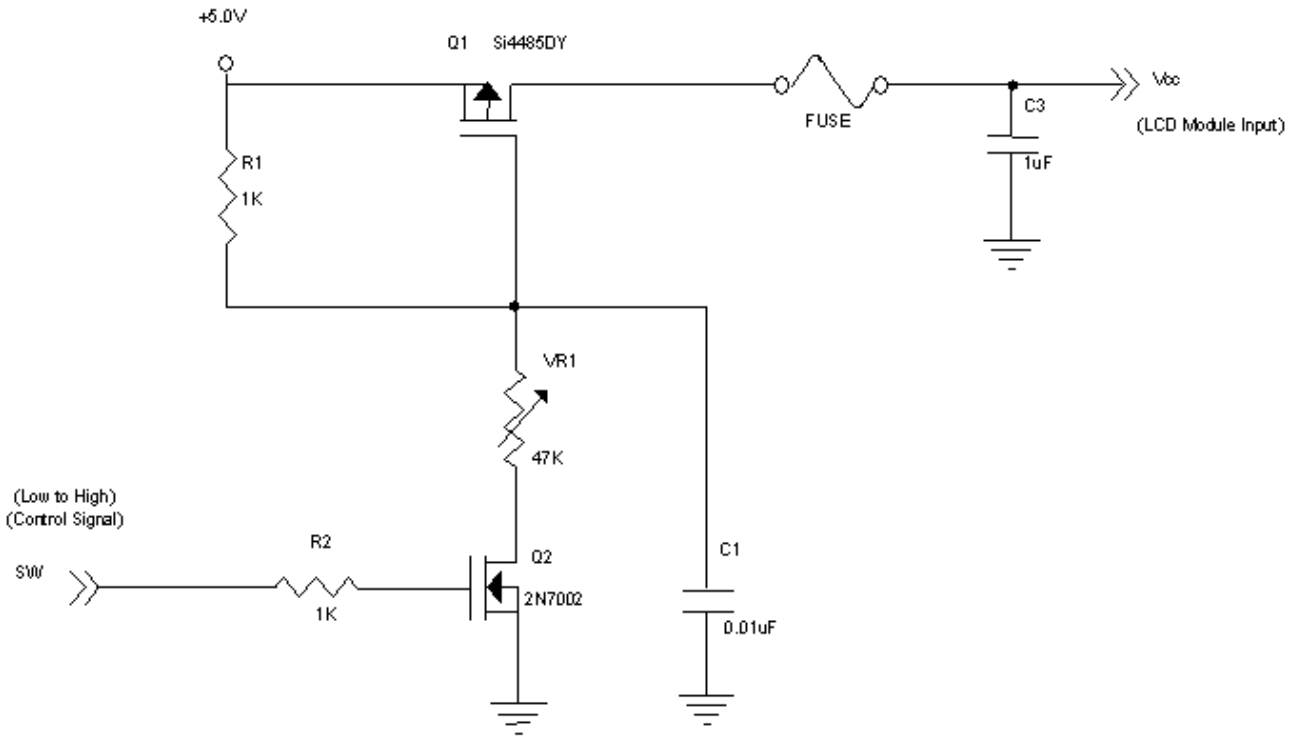 +5.0V
Q1 Si4485DY
FUSE
C3
1uF
Vcc
(LCD Module Input)
R1
1K
VR1
47K
(Low to High)
(Control Signal)
SW
R2
1K
Q2
2N7002
C1
0.01uF